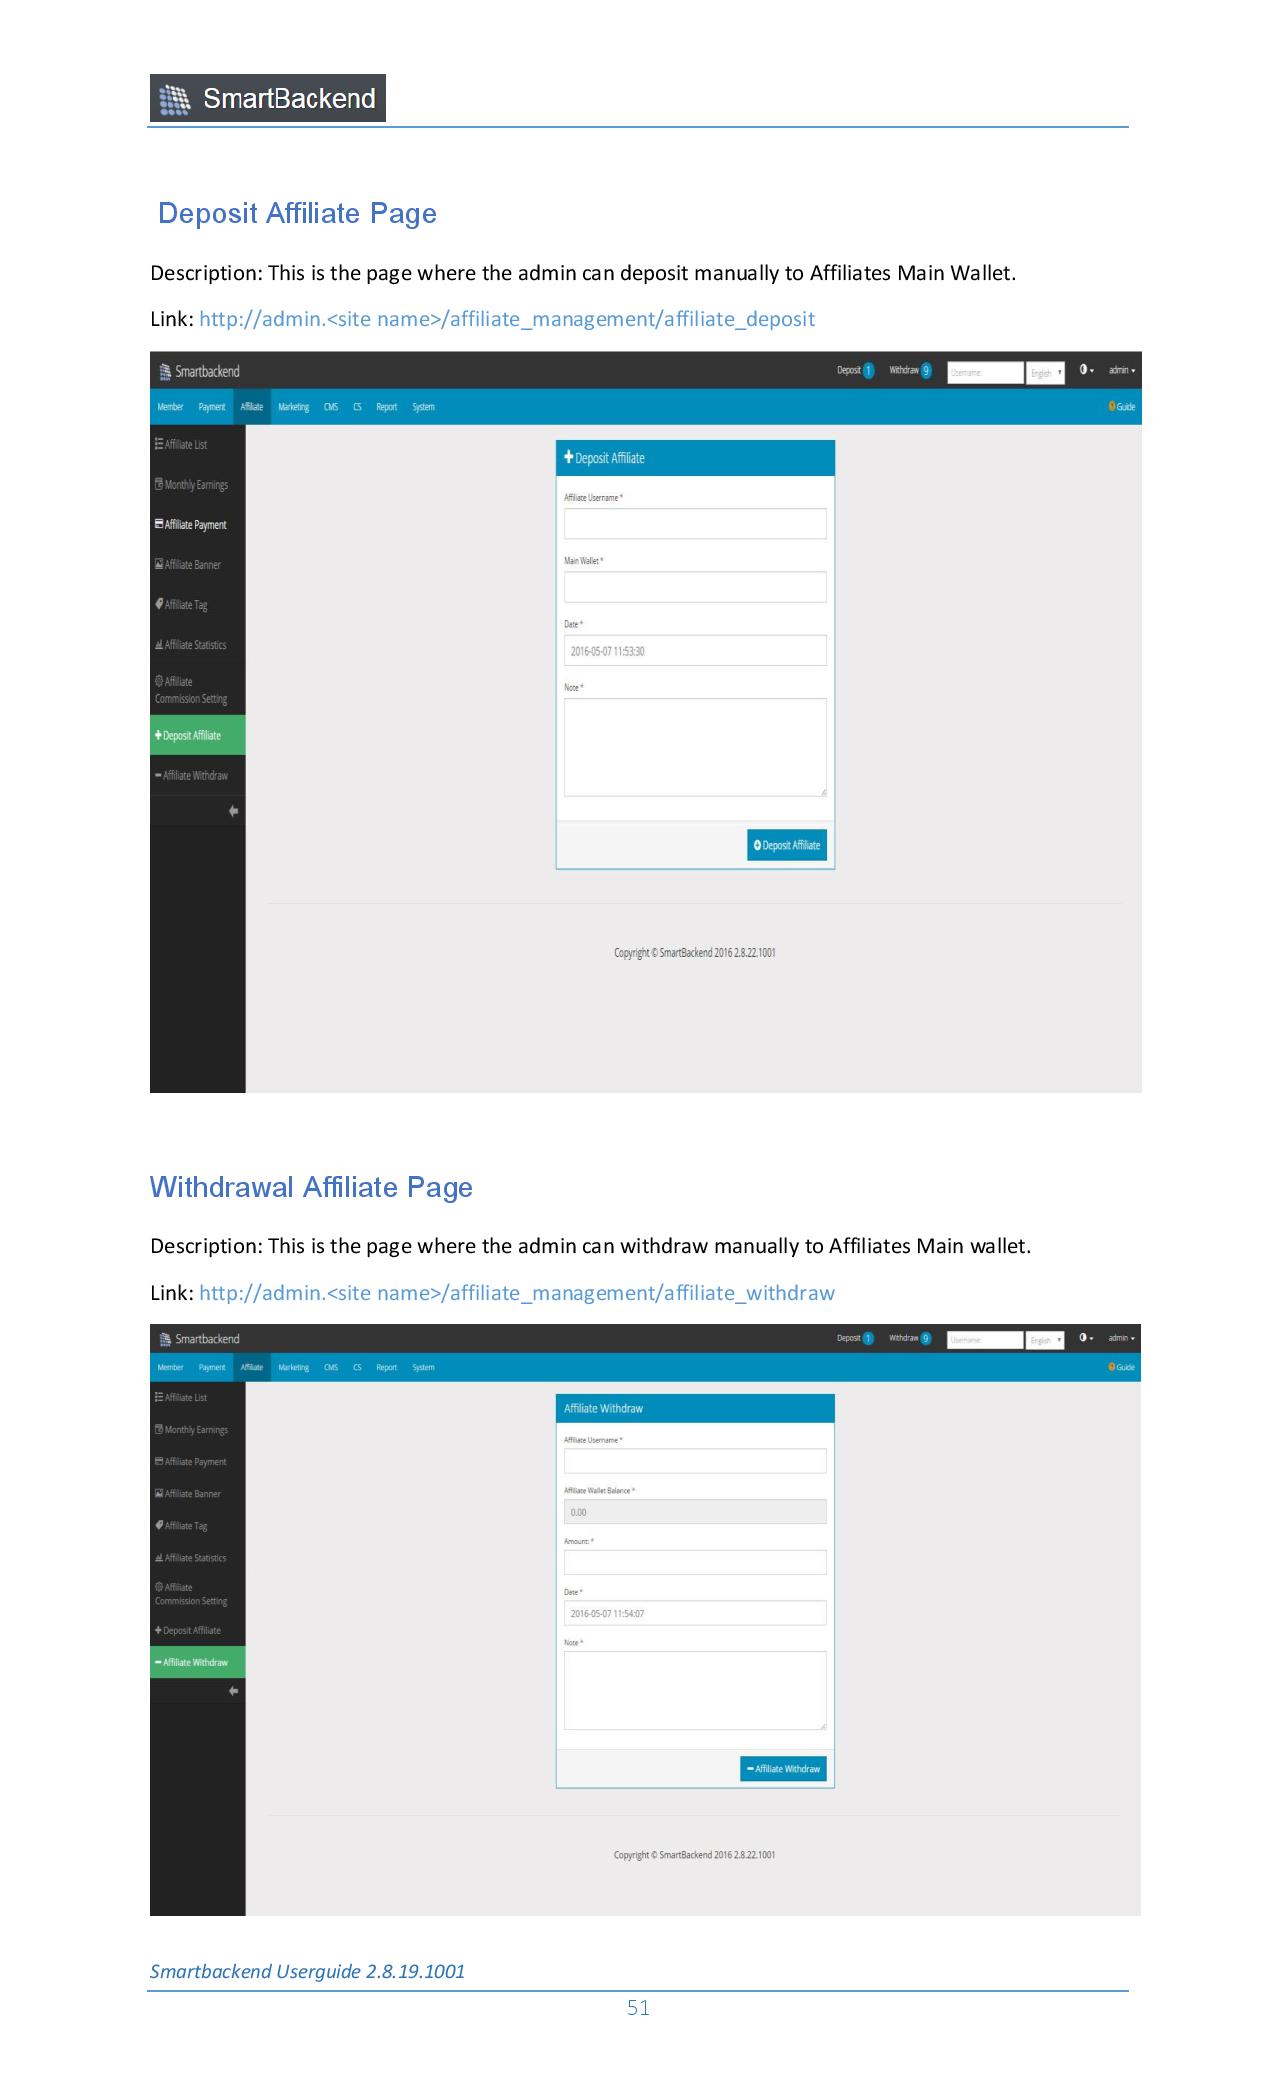 SmartBackend
Deposit Affiliate Page
Description: This is the page where the admin can deposit manually to Affiliates Main Wallet.
Link: http://admin.<site name>/affiliate_management/affiliate_deposit
Smartbackend Deposit 1 Withdraw 9 Username: English admin
Member Payment Affiliate Marketing CMS CS Report System Guide
Affiliate List
Monthly Earnings
Affiliate Payment
Affiliate Banner
Affiliate Tag
Affiliate Statistics
Affiliate
Commission Setting
Deposit Affiliate
Affiliate Withdraw
Deposit Affiliate
Affiliate Username *
Main Wallet *
Date *
2016-05-07 11:53:30
Note *
Deposit Affiliate
Copyright © SmartBackend 2016 2.8.22.1001
Withdrawal Affiliate Page
Description: This is the page where the admin can withdraw manually to Affiliates Main wallet.
Link: http://admin.<site name>/affiliate_management/affiliate_withdraw
Smartbackend Deposit 1 Withdraw 9 Username: English admin
Member Payment Affiliate Marketing CMS CS Report System Guide
Affiliate List
Monthly Earnings
Affiliate Payment
Affiliate Banner
Affiliate Tag
Affiliate Statistics
Affiliate
Commission Setting
Deposit Affiliate
Affiliate Withdraw
Affiliate Withdraw
Affiliate Username *
Affiliate Wallet Balance *
0.00
Amount: *
Date *
2016-05-07 11:54:07
Note *
Affiliate Withdraw
Copyright © SmartBackend 2016 2.8.22.1001
Smartbackend Userguide 2.8.19.1001
51